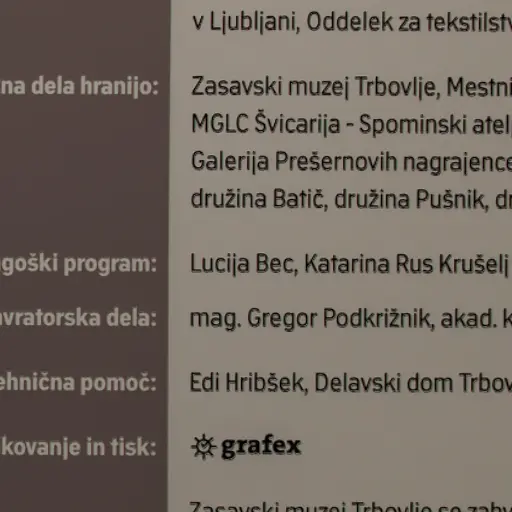 v Ljubljani, Oddelek za tekstilstv
na dela hranijo: Zasavski muzej Trbovlje, Mestni
MGLC Švicarija - Spominski atel
Galerija Prešernovih nagrajence
družina Batič, družina Pušnik, dr
goški program: Lucija Bec, Katarina Rus Krušelj
avratorska dela: mag. Gregor Podkrižnik, akad. k
ehnična pomoč: Edi Hribšek, Delavski dom Trbov
kovanje in tisk: grafex
Zasavski muzej Trbovlje se zahv